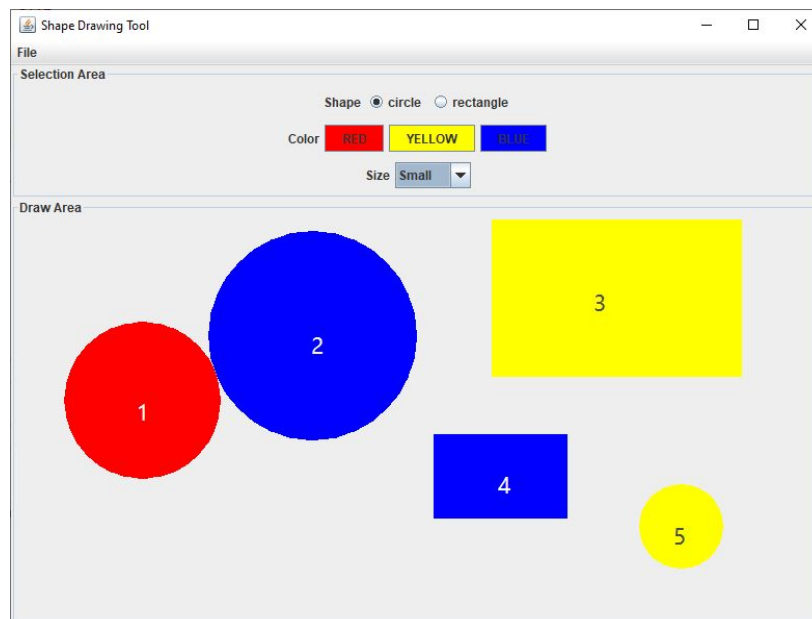 Shape Drawing Tool
File
Selection Area
Shape circle rectangle
Color RED YELLOW BLUE
Size Small
Draw Area
1
2
3
4
5